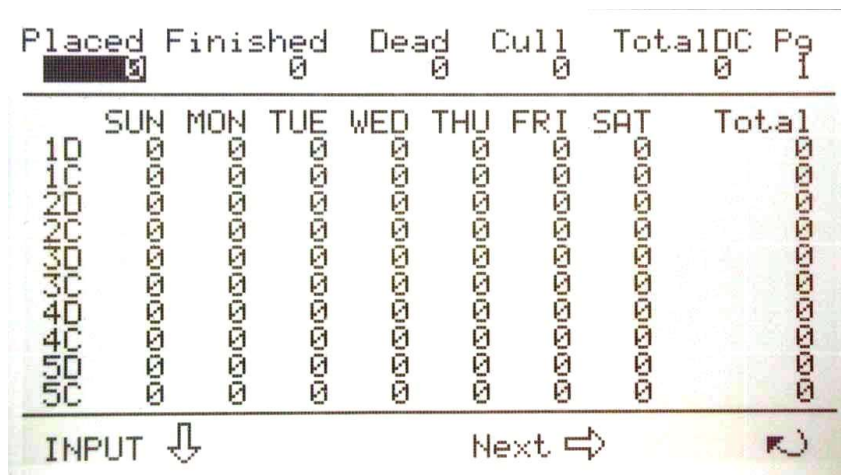 Placed Finished Dead Cull TotalDC Pg
0 0 0 0 0 1
SUN MON TUE WED THU FRI SAT Total
1D 0 0 0 0 0 0 0 0
1C 0 0 0 0 0 0 0 0
2D 0 0 0 0 0 0 0 0
2C 0 0 0 0 0 0 0 0
3D 0 0 0 0 0 0 0 0
3C 0 0 0 0 0 0 0 0
4D 0 0 0 0 0 0 0 0
4C 0 0 0 0 0 0 0 0
5D 0 0 0 0 0 0 0 0
5C 0 0 0 0 0 0 0 0
INPUT Next